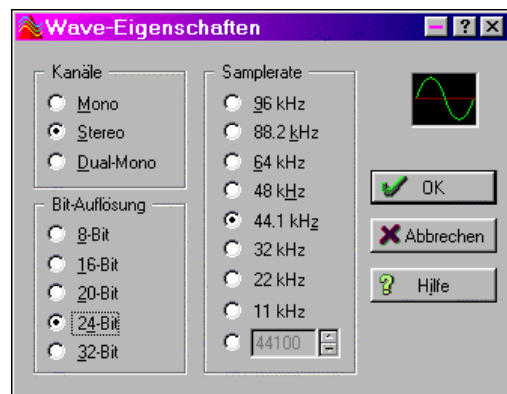 Wave-Eigenschaften
Kanäle
Mono
Stereo
Dual-Mono
Bit-Auflösung
8-Bit
16-Bit
20-Bit
24-Bit
32-Bit
Samplerate
96 kHz
88.2 kHz
64 kHz
48 kHz
44.1 kHz
32 kHz
22 kHz
11 kHz
44100
OK
Abbrechen
Hilfe